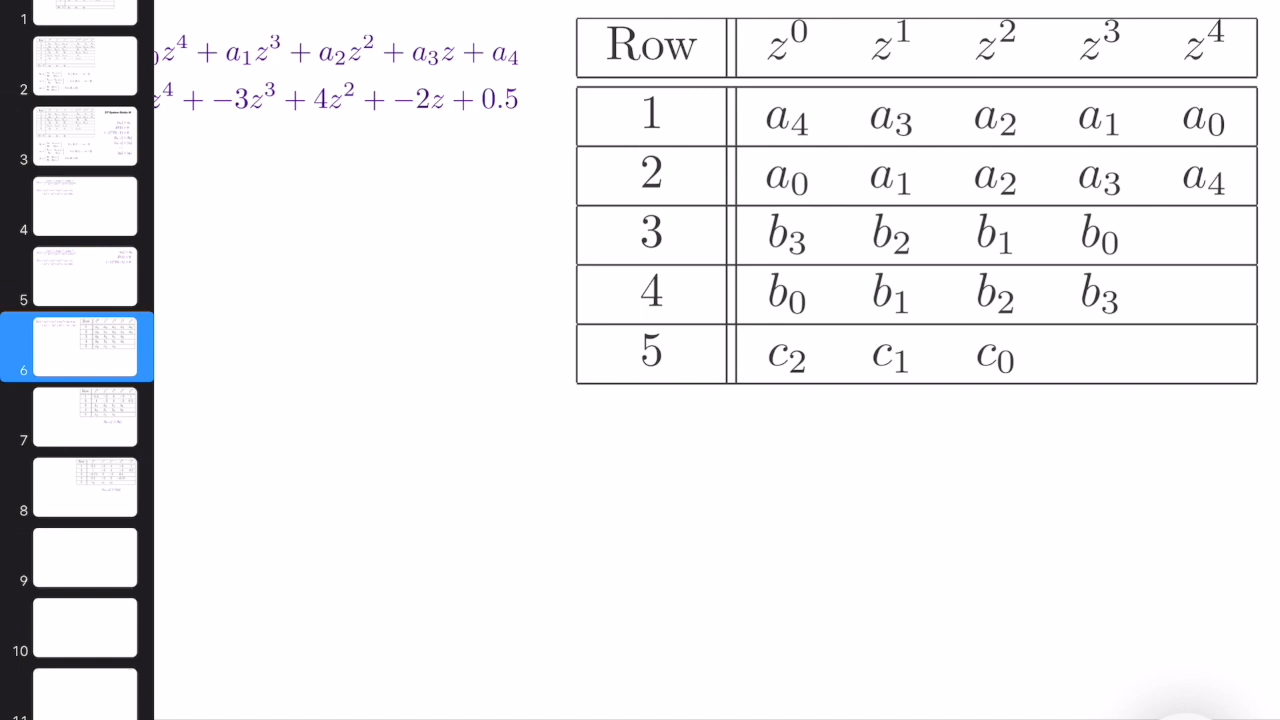 ₀z⁴ + a₁z³ + a₂z² + a₃z + a₄
z⁴ + −3z³ + 4z² + −2z + 0.5
Row z⁰ z¹ z² z³ z⁴
1 a₄ a₃ a₂ a₁ a₀
2 a₀ a₁ a₂ a₃ a₄
3 b₃ b₂ b₁ b₀
4 b₀ b₁ b₂ b₃
5 c₂ c₁ c₀
1
2
3
4
5
6
7
8
9
10
11